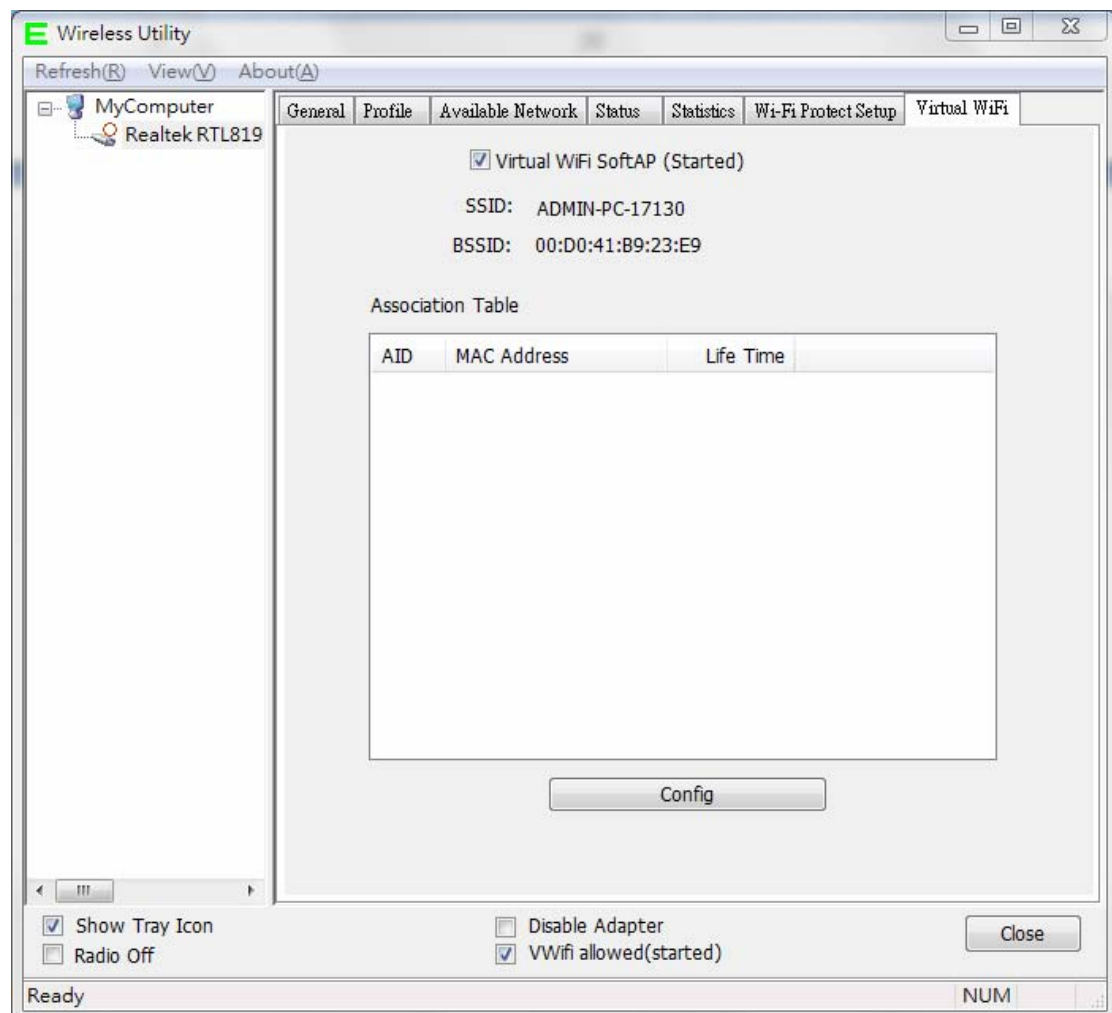 E Wireless Utility
Refresh(R) View(V) About(A)
MyComputer
Realtek RTL819
General Profile Available Network Status Statistics Wi-Fi Protect Setup Virtual WiFi
Virtual WiFi SoftAP (Started)
SSID: ADMIN-PC-17130
BSSID: 00:D0:41:B9:23:E9
Association Table
AID MAC Address Life Time
Config
Show Tray Icon
Disable Adapter
Radio Off
VWifi allowed(started)
Close
Ready
NUM